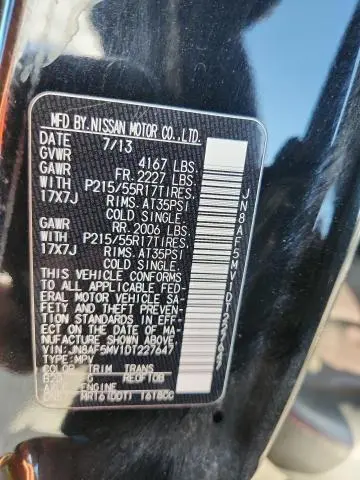 MFD BY. NISSAN MOTOR CO., LTD.
DATE 7/13
GVWR 4167 LBS.
GAWR FR. 2227 LBS.
WITH P215/55R17TIRES,
17X7J RIMS. AT35PSI
COLD SINGLE.
GAWR RR. 2006 LBS.
WITH P215/55R17TIRES,
17X7J RIMS. AT35PSI
COLD SINGLE.
THIS VEHICLE CONFORMS
TO ALL APPLICABLE FED-
ERAL MOTOR VEHICLE SA-
FETY AND THEFT PREVEN-
TION STANDARDS IN EFF-
ECT ON THE DATE OF MA-
NUFACTURE SHOWN ABOVE.
VIN: JN8AF5MV1DT227647
TYPE: MPV
COLOR TRIM TRANS
RE0F10B
ENGINE
JN8AF5MV1DT227647